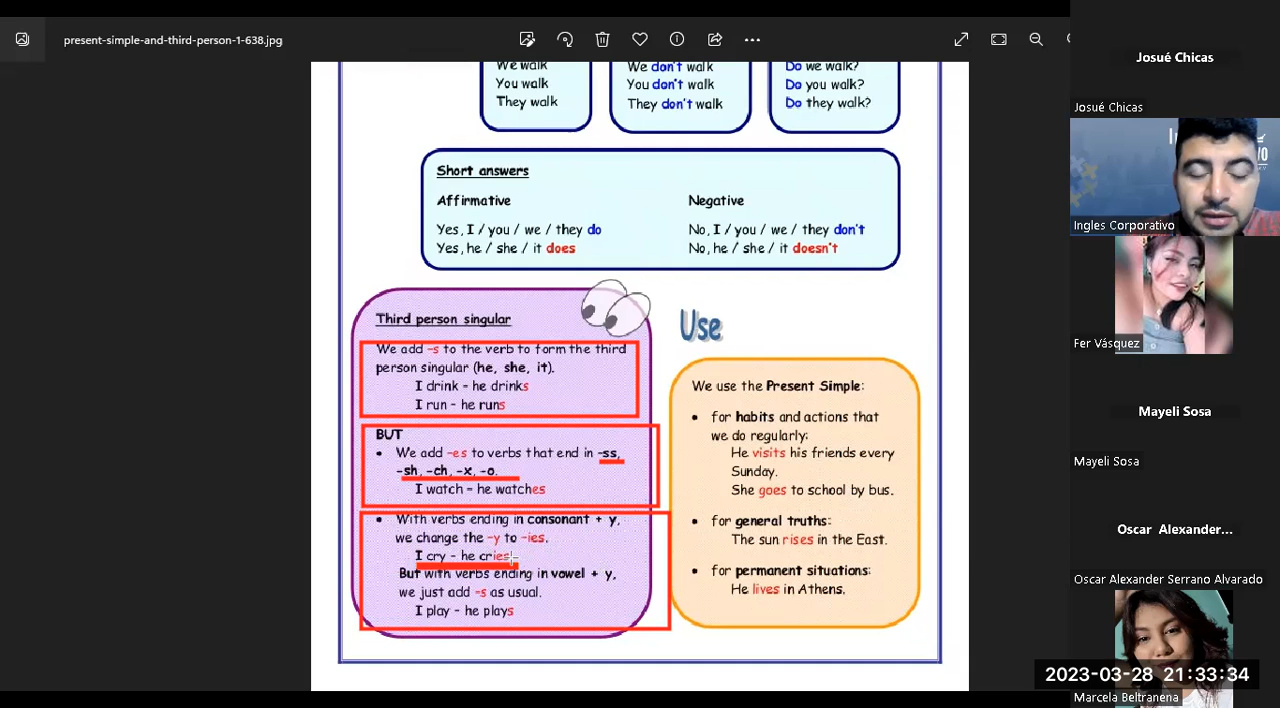 present-simple-and-third-person-1-638.jpg
We walk
You walk
They walk
We don't walk
You don't walk
They don't walk
Do we walk?
Do you walk?
Do they walk?
Short answers
Affirmative
Yes, I / you / we / they do
Yes, he / she / it does
Negative
No, I / you / we / they don't
No, he / she / it doesn't
Third person singular
We add -s to the verb to form the third
person singular (he, she, it).
I drink - he drinks
I run - he runs
BUT
• We add -es to verbs that end in -ss,
-sh, -ch, -x, -o.
I watch - he watches
• With verbs ending in consonant + y,
we change the -y to -ies.
I cry - he cries
But with verbs ending in vowel + y,
we just add -s as usual.
I play - he plays
Use
We use the Present Simple:
• for habits and actions that
we do regularly:
He visits his friends every
Sunday.
She goes to school by bus.
• for general truths:
The sun rises in the East.
• for permanent situations:
He lives in Athens.
Josué Chicas
Josué Chicas
Ingles Corporativo
Fer Vásquez
Mayeli Sosa
Mayeli Sosa
Oscar Alexander...
Oscar Alexander Serrano Alvarado
2023-03-28 21:33:34
Marcela Beltranena